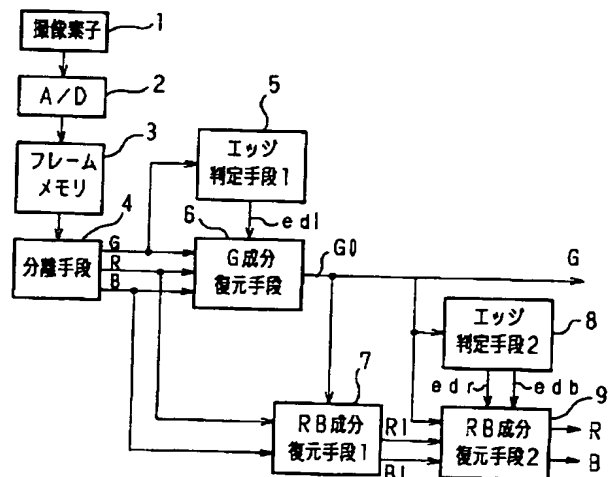 撮像素子
1
A/D
2
フレーム
メモリ
3
分離手段
4
G
R
B
エッジ
判定手段1
5
ed1
G成分
復元手段
6
G0
G
エッジ
判定手段2
8
edr
edb
RB成分
復元手段1
7
R1
B1
RB成分
復元手段2
9
R
B